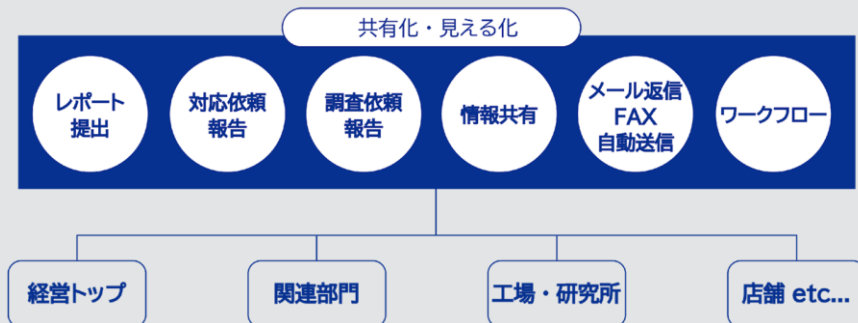 共有化・見える化
レポート
提出
対応依頼
報告
調査依頼
報告
情報共有
メール返信
FAX
自動送信
ワークフロー
経営トップ
関連部門
工場・研究所
店舗 etc...